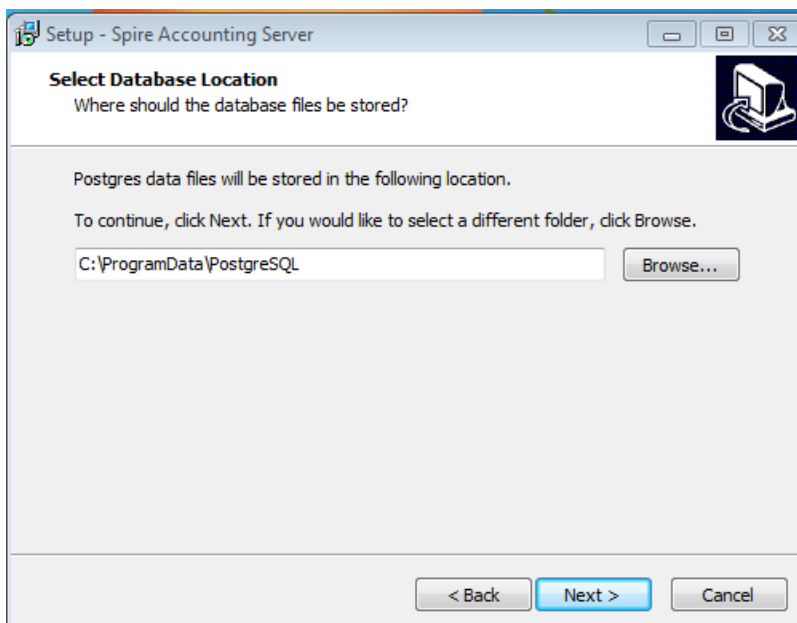 Setup - Spire Accounting Server
Select Database Location
Where should the database files be stored?
Postgres data files will be stored in the following location.
To continue, click Next. If you would like to select a different folder, click Browse.
C:\ProgramData\PostgreSQL
Browse...
< Back
Next >
Cancel